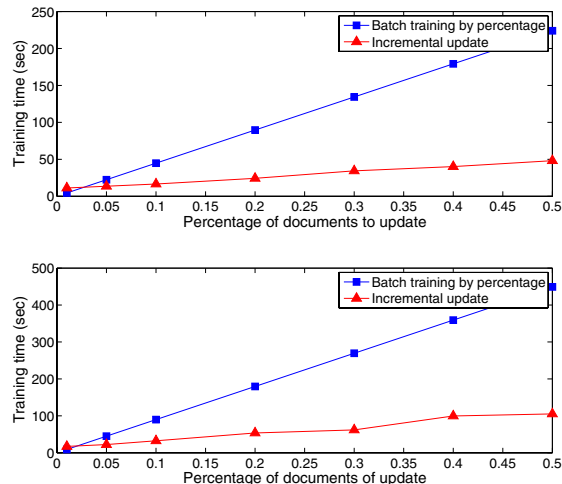 250
200
150
100
50
0
Training time (sec)
Batch training by percentage
Incremental update
0 0.05 0.1 0.15 0.2 0.25 0.3 0.35 0.4 0.45 0.5
Percentage of documents to update
500
400
300
200
100
0
Training time (sec)
Batch training by percentage
Incremental update
0 0.05 0.1 0.15 0.2 0.25 0.3 0.35 0.4 0.45 0.5
Percentage of documents of update